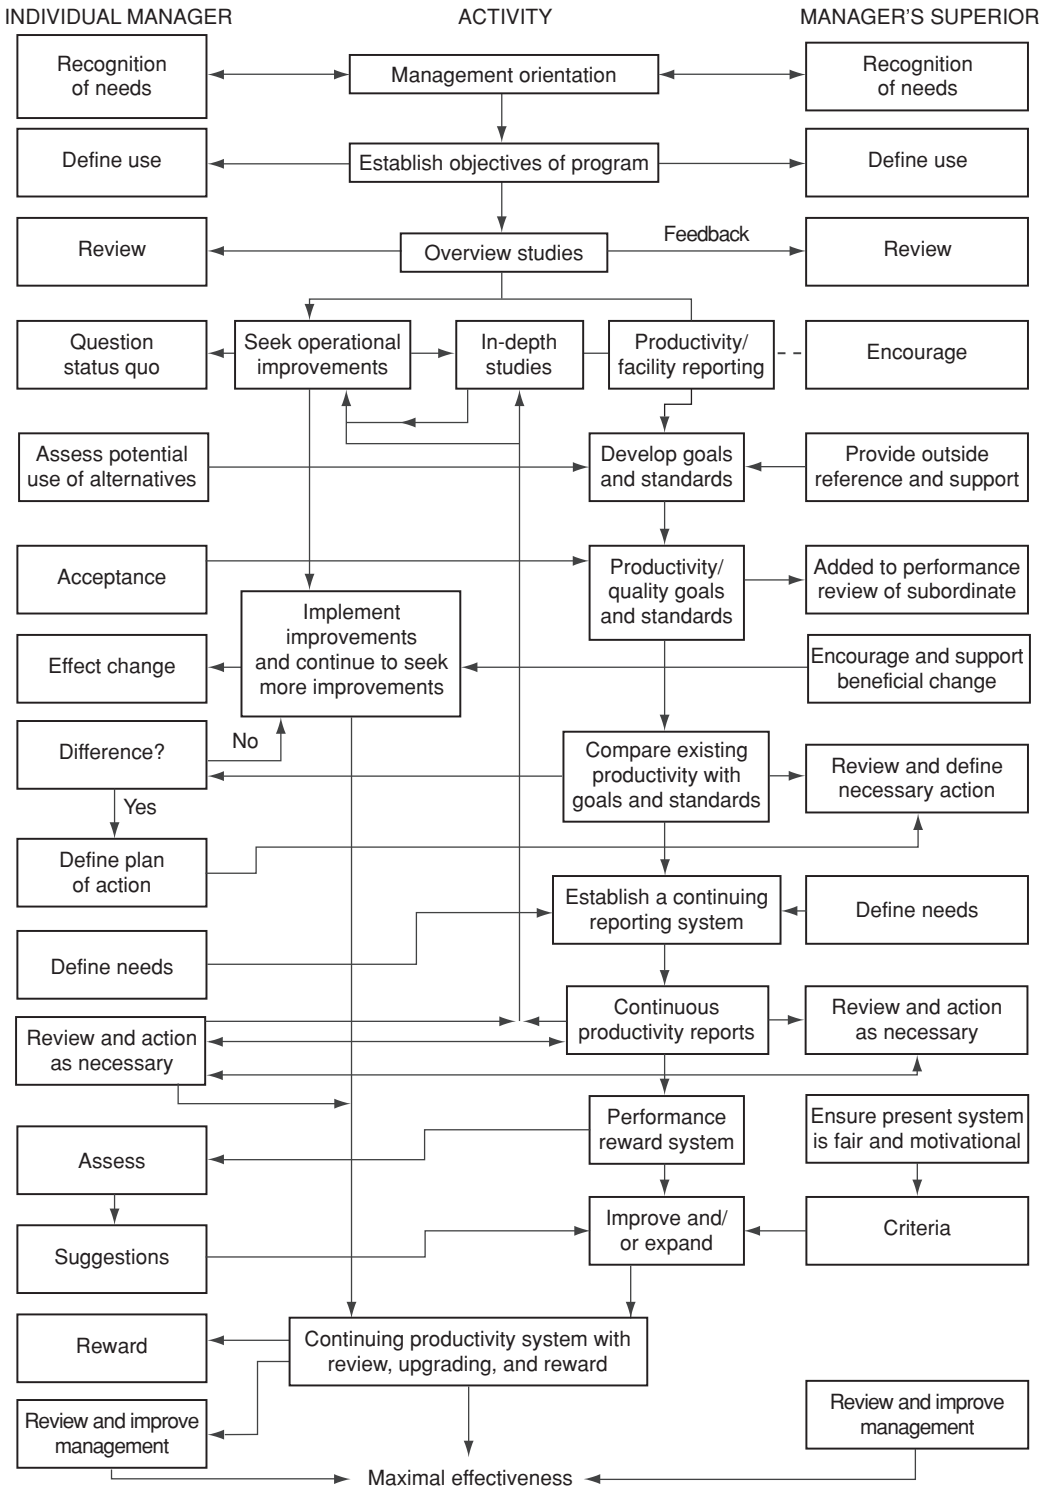 INDIVIDUAL MANAGER
ACTIVITY
MANAGER'S SUPERIOR
Recognition
of needs
Management orientation
Recognition
of needs
Define use
Establish objectives of program
Define use
Review
Overview studies
Feedback
Review
Question
status quo
Seek operational
improvements
In-depth
studies
Productivity/
facility reporting
Encourage
Assess potential
use of alternatives
Develop goals
and standards
Provide outside
reference and support
Acceptance
Productivity/
quality goals
and standards
Added to performance
review of subordinate
Implement
improvements
and continue to seek
more improvements
Effect change
Encourage and support
beneficial change
Difference?
No
Yes
Compare existing
productivity with
goals and standards
Review and define
necessary action
Define plan
of action
Establish a continuing
reporting system
Define needs
Define needs
Continuous
productivity reports
Review and action
as necessary
Review and action
as necessary
Performance
reward system
Ensure present system
is fair and motivational
Assess
Improve and/
or expand
Criteria
Suggestions
Reward
Continuing productivity system with
review, upgrading, and reward
Review and improve
management
Review and improve
management
Maximal effectiveness